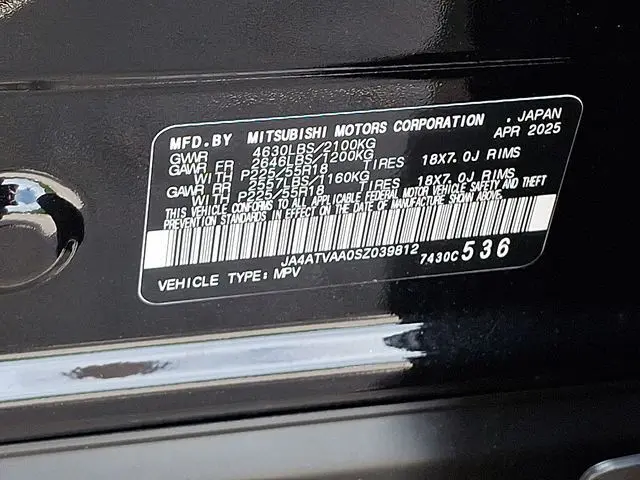 MFD.BY MITSUBISHI MOTORS CORPORATION , JAPAN
GVWR 4630LBS/2100KG APR 2025
GAWR FR 2646LBS/1200KG
WITH P225/55R18 TIRES 18X7.0J RIMS
GAWR RR 2557LBS/1160KG
WITH P225/55R18 TIRES 18X7.0J RIMS
THIS VEHICLE CONFORMS TO ALL APPLICABLE FEDERAL MOTOR VEHICLE SAFETY AND THEFT
PREVENTION STANDARDS IN EFFECT ON THE DATE OF MANUFACTURE SHOWN ABOVE.
JA4ATVAA0SZ039812 7430C 536
VEHICLE TYPE: MPV